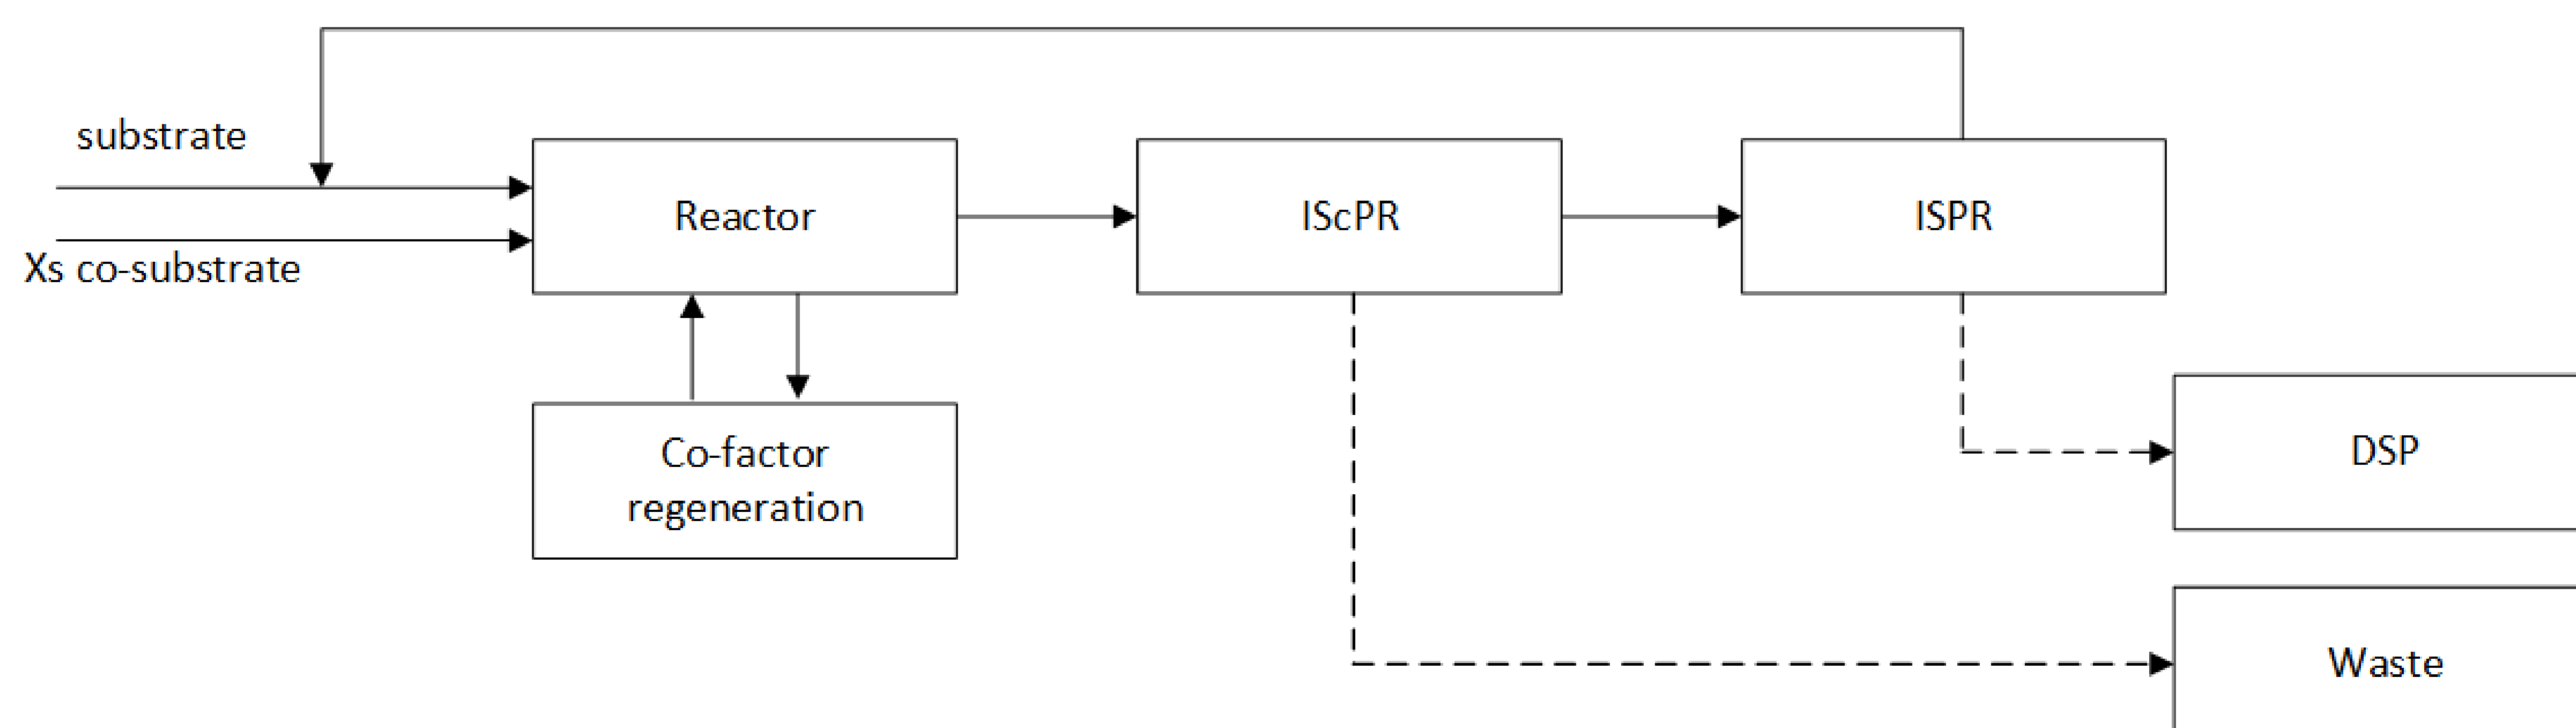 substrate
Xs co-substrate
Reactor
IScPR
ISPR
Co-factor
regeneration
DSP
Waste